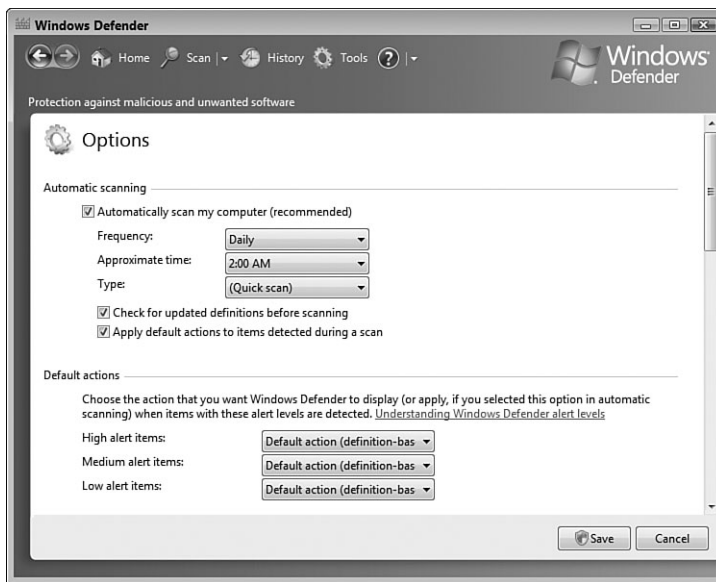 Windows Defender
Home Scan History Tools ?
Windows
Defender
Protection against malicious and unwanted software
Options
Automatic scanning
Automatically scan my computer (recommended)
Frequency: Daily
Approximate time: 2:00 AM
Type: (Quick scan)
Check for updated definitions before scanning
Apply default actions to items detected during a scan
Default actions
Choose the action that you want Windows Defender to display (or apply, if you selected this option in automatic
scanning) when items with these alert levels are detected. Understanding Windows Defender alert levels
High alert items: Default action (definition-bas
Medium alert items: Default action (definition-bas
Low alert items: Default action (definition-bas
Save Cancel